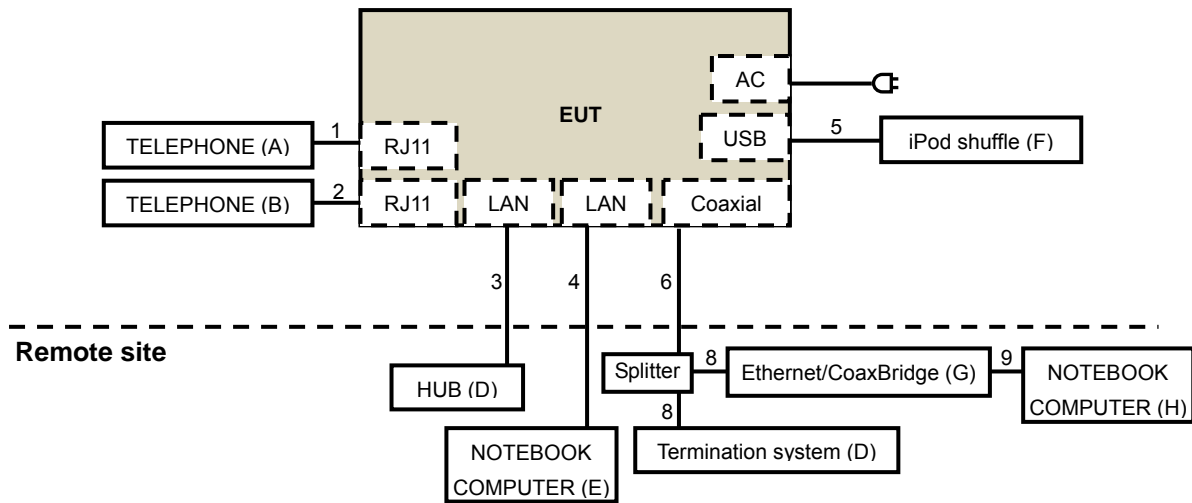 AC
EUT
1
TELEPHONE (A)
RJ11
USB
5
iPod shuffle (F)
2
TELEPHONE (B)
RJ11
LAN
LAN
Coaxial
3
4
6
Remote site
Splitter
8
Ethernet/CoaxBridge (G)
9
NOTEBOOK
COMPUTER (H)
HUB (D)
8
Termination system (D)
NOTEBOOK
COMPUTER (E)